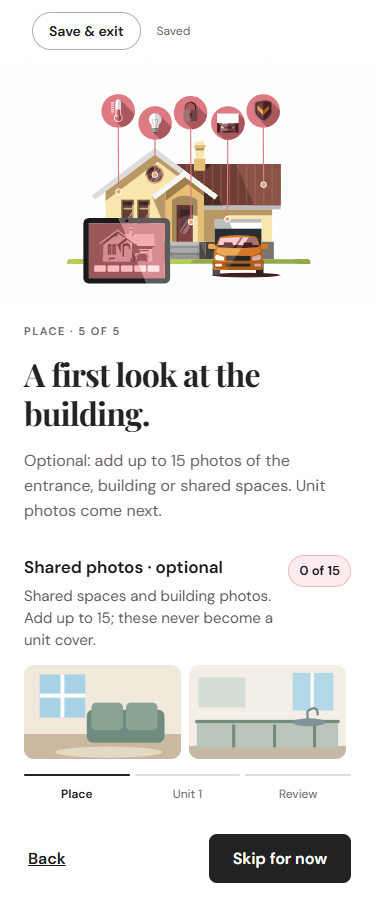 Save & exit
Saved
PLACE · 5 OF 5
A first look at the
building.
Optional: add up to 15 photos of the
entrance, building or shared spaces. Unit
photos come next.
Shared photos · optional
0 of 15
Shared spaces and building photos.
Add up to 15; these never become a
unit cover.
Place
Unit 1
Review
Back
Skip for now